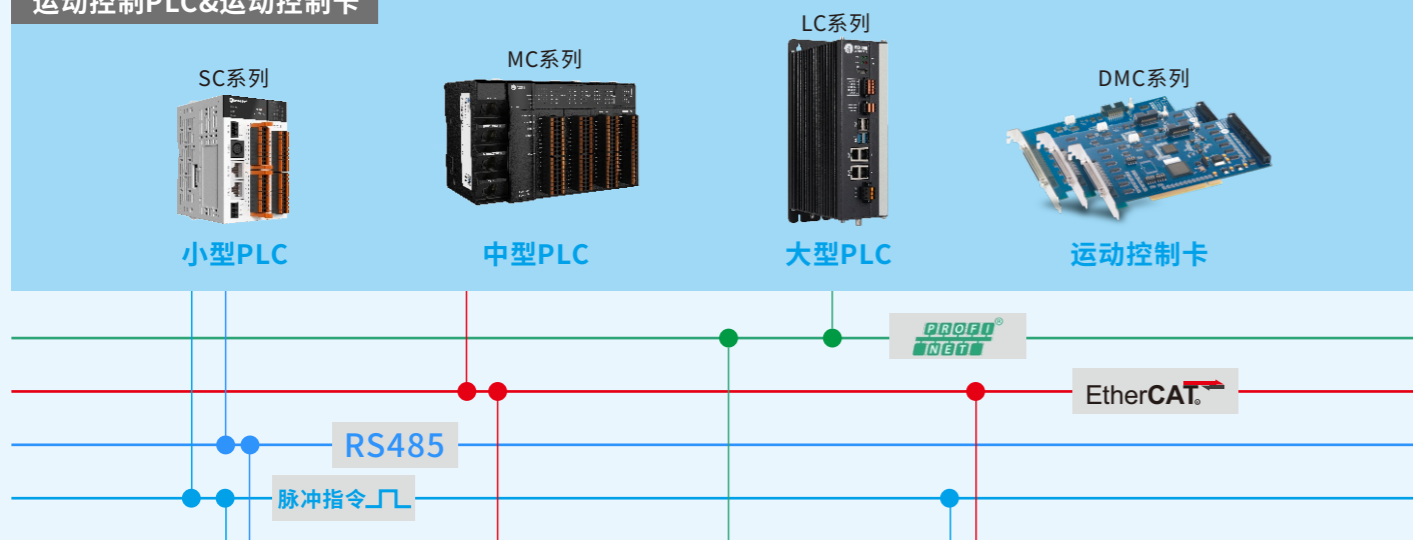 运动控制PLC&运动控制卡
SC系列
MC系列
LC系列
DMC系列
小型PLC
中型PLC
大型PLC
运动控制卡
PROFI®
NET
EtherCAT
RS485
脉冲指令